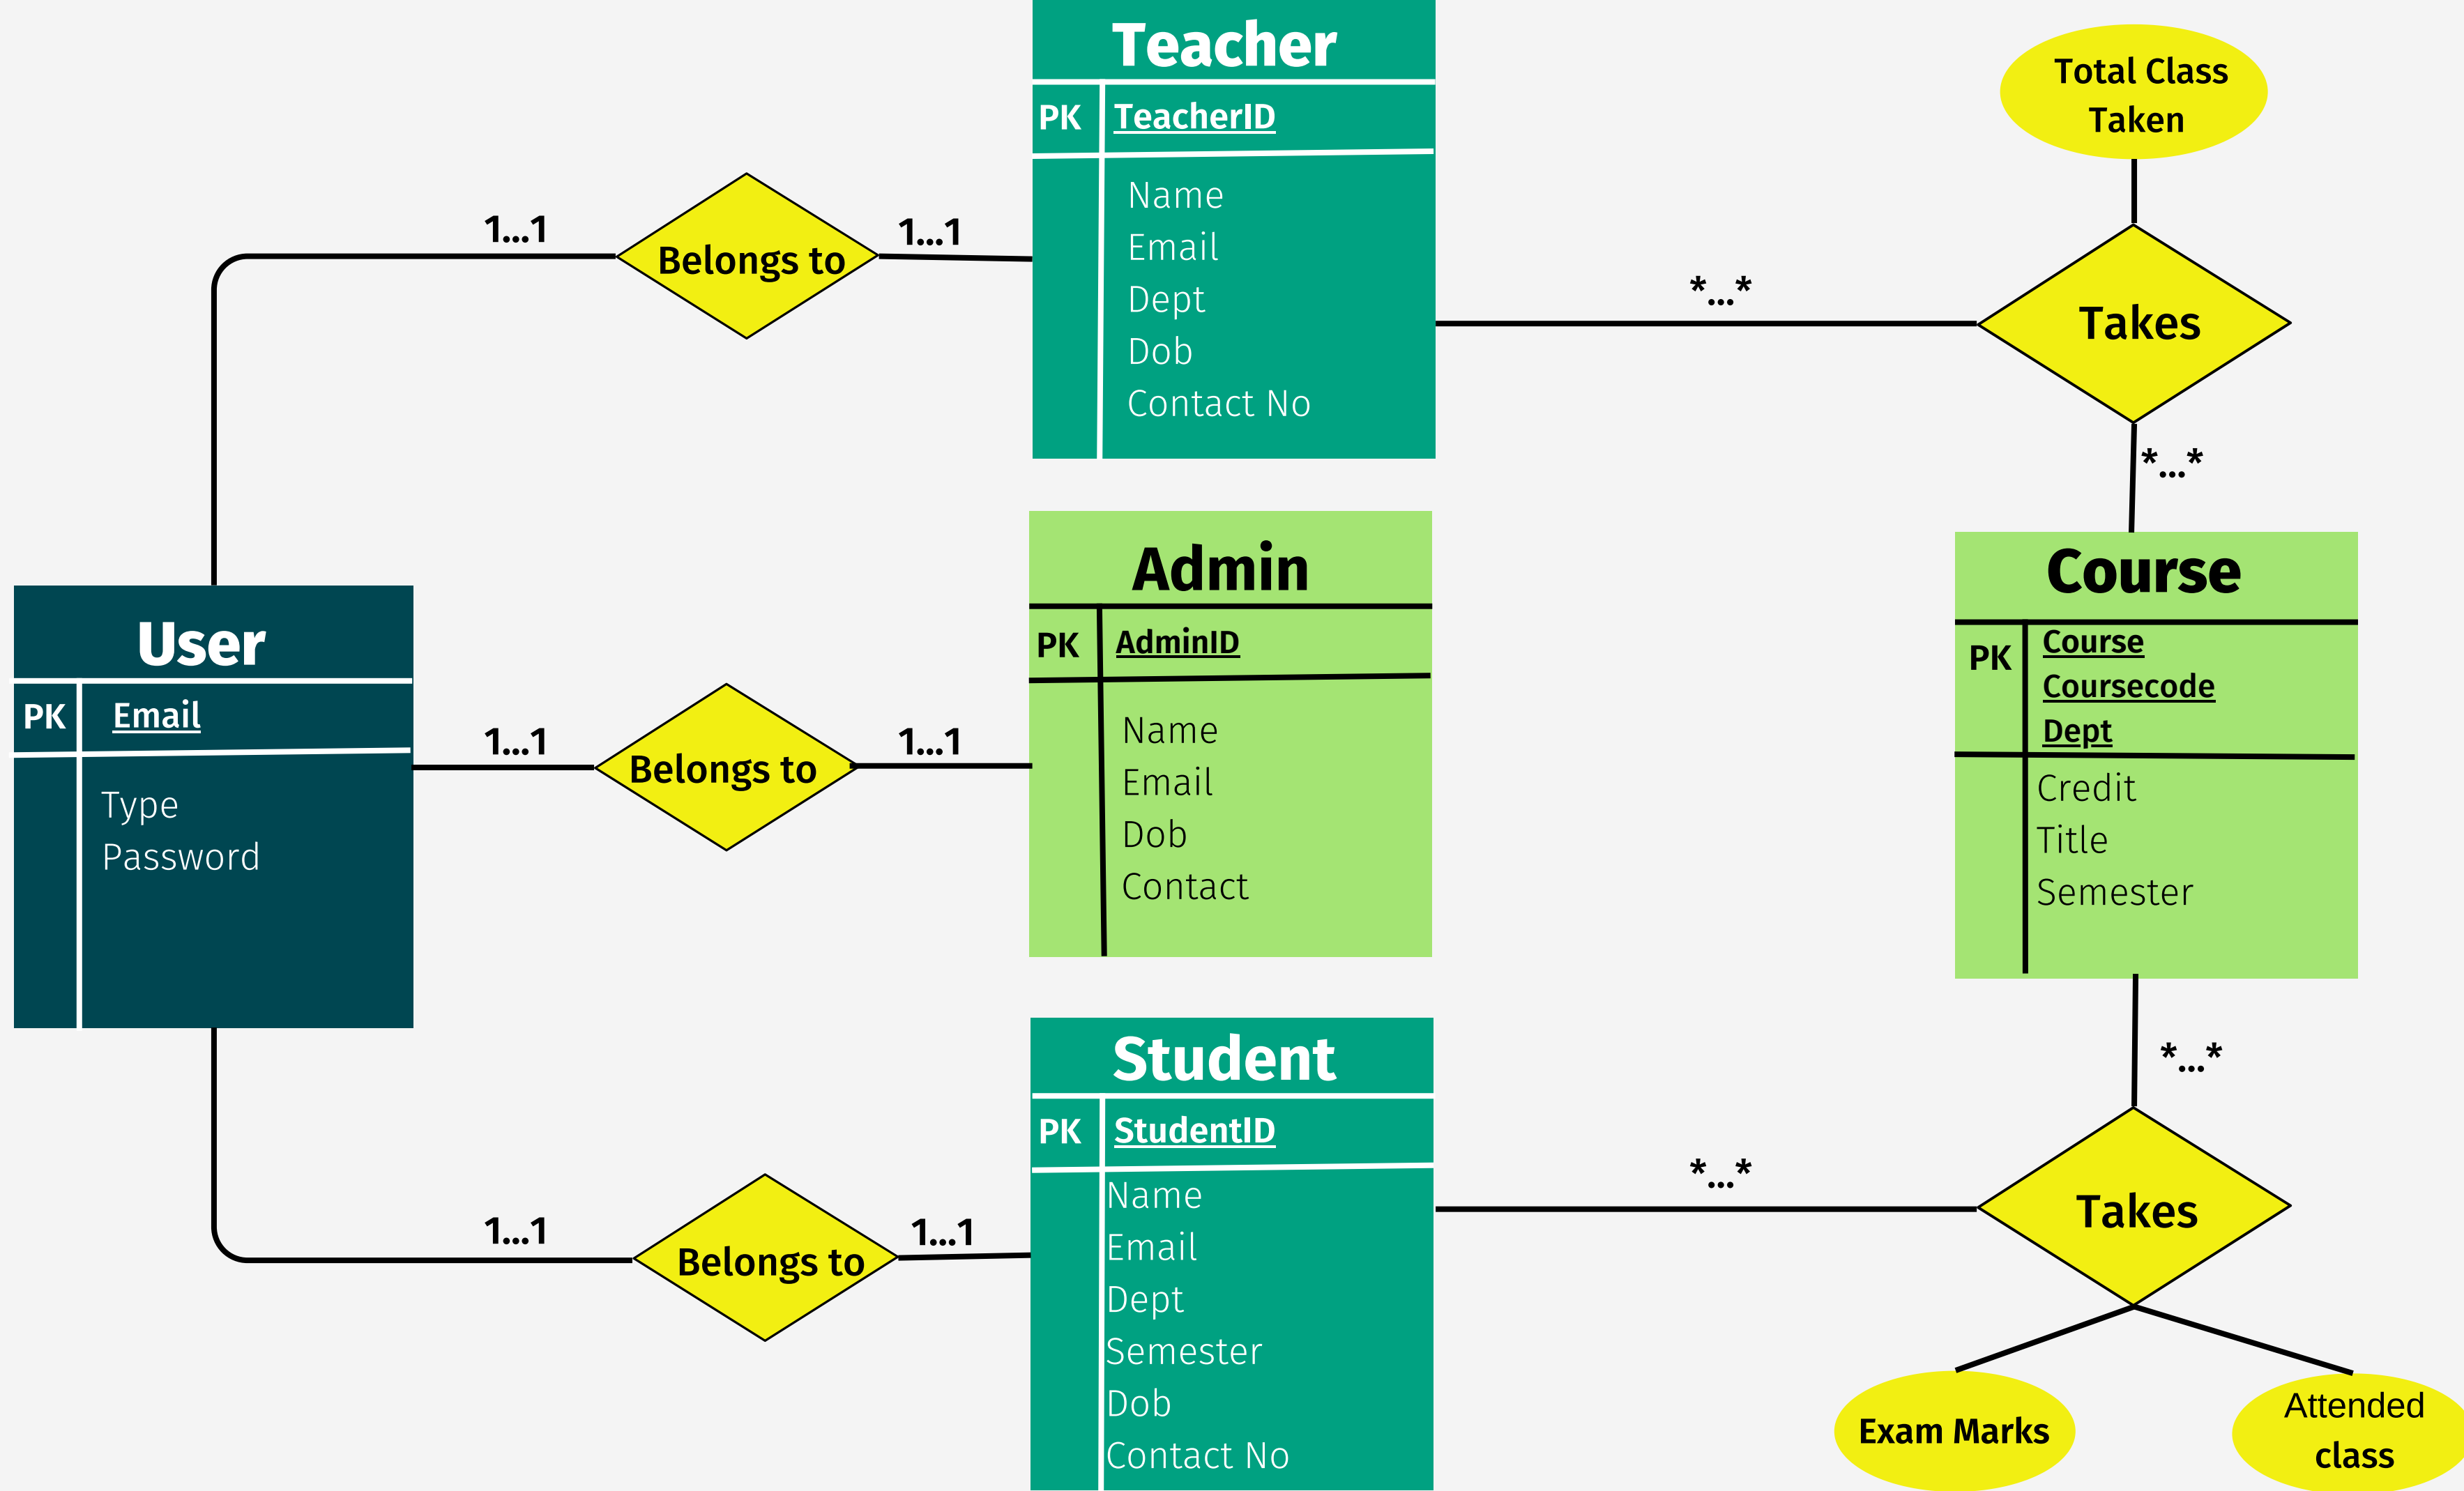 Teacher
PK
TeacherID
Name
Email
Dept
Dob
Contact No
Total Class
Taken
1...1
Belongs to
1...1
*...*
Takes
*...*
Admin
PK
AdminID
Name
Email
Dob
Contact
Course
PK
Course
Coursecode
Dept
Credit
Title
Semester
User
PK
Email
Type
Password
1...1
Belongs to
1...1
Student
PK
StudentID
Name
Email
Dept
Semester
Dob
Contact No
*...*
*...*
Takes
1...1
Belongs to
1...1
Exam Marks
Attended
class